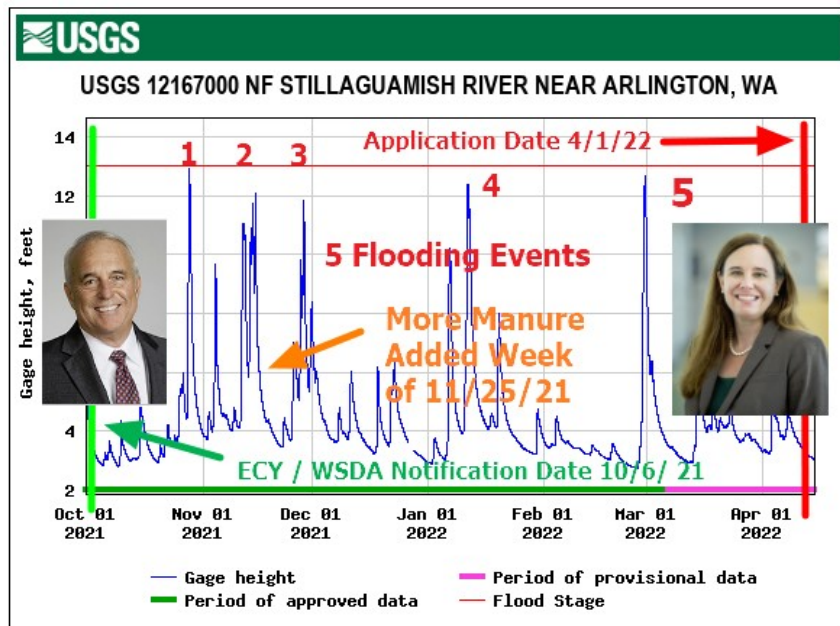 USGS
USGS 12167000 NF STILLAGUAMISH RIVER NEAR ARLINGTON, WA
14
Application Date 4/1/22
1 2 3
12
4
5
5 Flooding Events
Gage height, feet
More Manure
Added Week
of 11/25/21
4
ECY / WSDA Notification Date 10/6/ 21
2
Oct 01 Nov 01 Dec 01 Jan 01 Feb 01 Mar 01 Apr 01
2021 2021 2021 2022 2022 2022 2022
Gage height Period of provisional data
Period of approved data Flood Stage